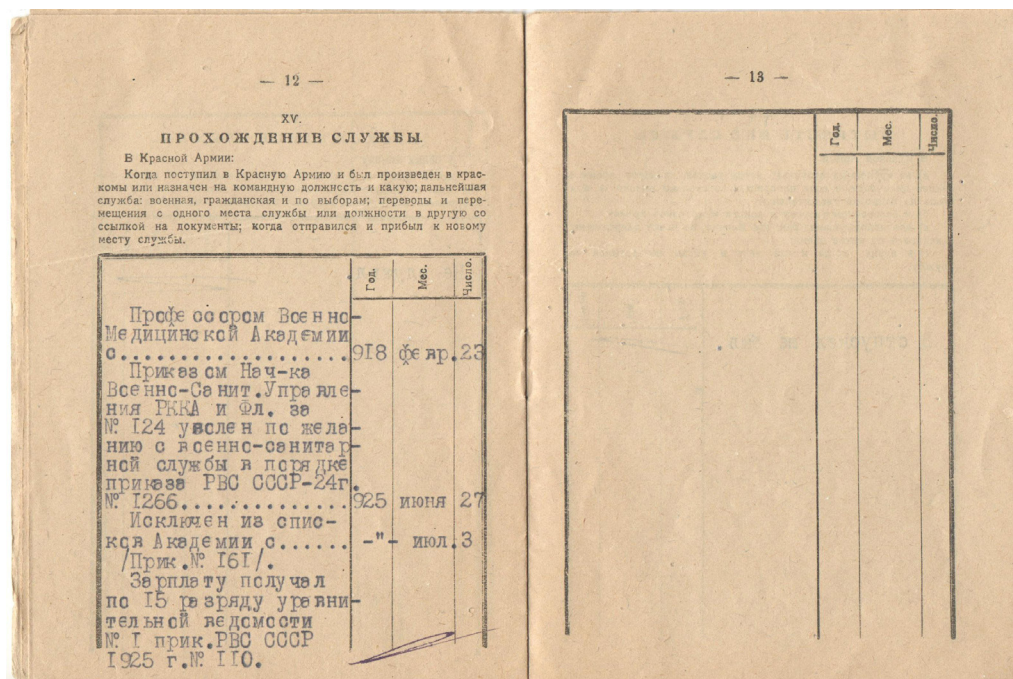 — 12 —
XV.
ПРОХОЖДЕНИЕ СЛУЖБЫ.
В Красной Армии:
Когда поступил в Красную Армию и был произведен в крас-
комы или назначен на командную должность и какую; дальнейшая
служба: военная, гражданская и по выборам; переводы и пере-
мещения с одного места службы или должности в другую со
ссылкой на документы; когда отправился и прибыл к новому
месту службы.
Год. Мес. Число.
Профессором Военно-
Медицинской Академии
с................... 918 февр. 23
Приказом Нач-ка
Военно-Санит.Управле-
ния РККА и Фл. за
№ 124 уволен по жела-
нию с военно-санитар-
ной службы в порядке
приказа РВС СССР-24г.
№ 1266.............. 925 июня 27
Исключен из спис-
ков Академии с...... -"- июл. 3
/Прик.№ 161/.
Зарплату получал
по 15 разряду уравни-
тельной ведомости
№ 1 прик.РВС СССР
1925 г.№ 110.
— 13 —
Год. Мес. Число.